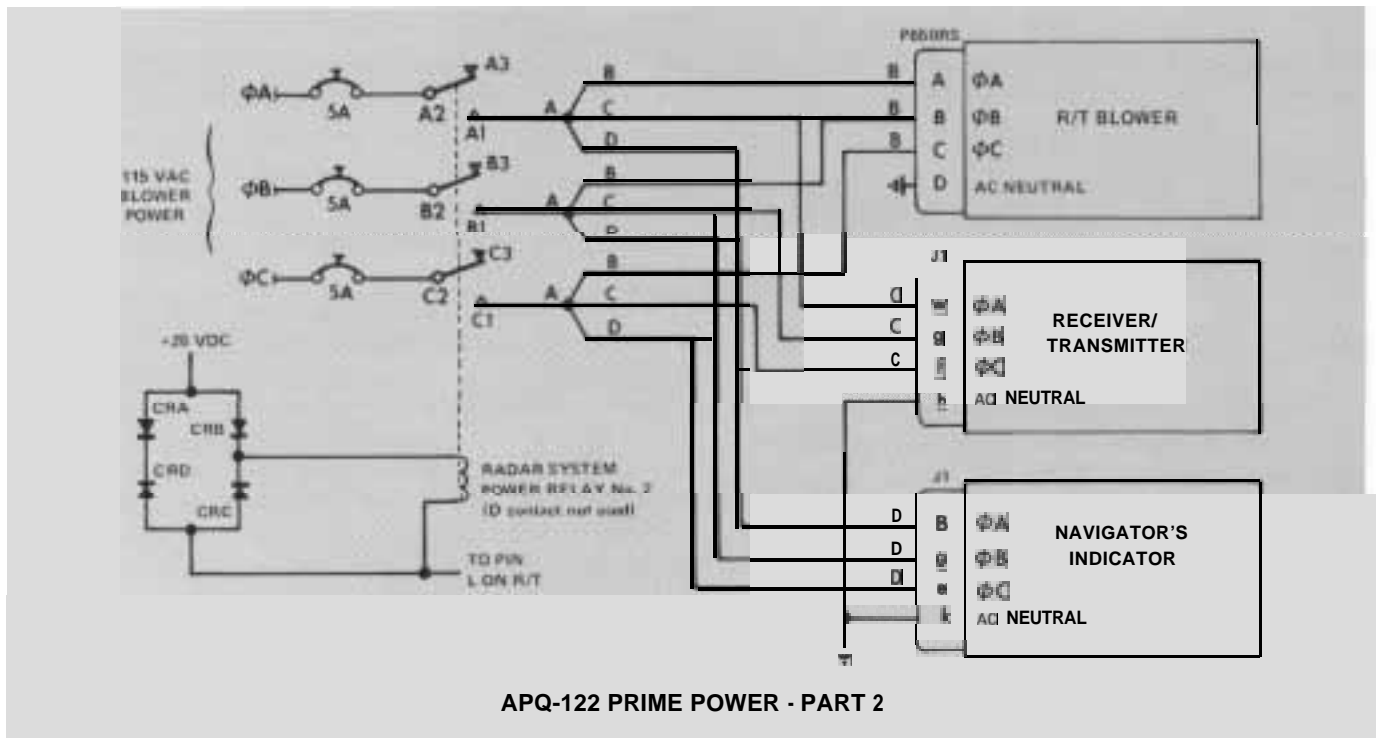 ΦA
5A
A2
A3
A1
A
B
C
D
115 VAC
BLOWER
POWER
ΦB
5A
B2
B3
B1
A
B
C
ΦC
5A
C2
C3
C1
A
B
C
D
B
A
ΦA
B
B
ΦB
R/T BLOWER
B
C
ΦC
D
AC NEUTRAL
J1
C
w
ΦA
RECEIVER/
TRANSMITTER
C
g
ΦB
C
ΦC
h
AC NEUTRAL
CRA
CRB
CRD
CRC
RADAR SYSTEM
POWER RELAY No. 2
(D contact not used)
TO PIN
L ON R/T
J1
D
B
ΦA
NAVIGATOR'S
INDICATOR
D
ΦB
D
e
ΦC
k
AC NEUTRAL
APQ-122 PRIME POWER - PART 2